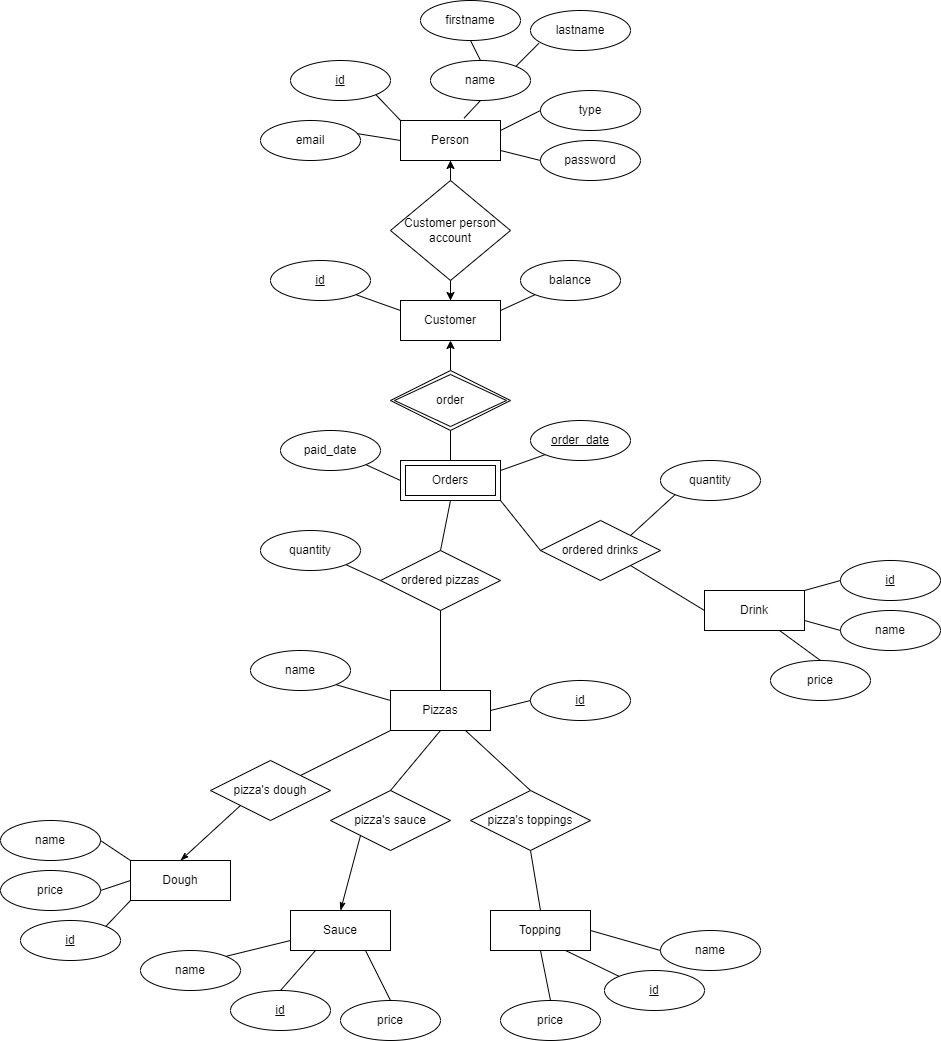 firstname
lastname
id
name
type
email
Person
password
Customer person
account
id
balance
Customer
order
order_date
paid_date
Orders
quantity
quantity
ordered drinks
ordered pizzas
id
Drink
name
name
price
id
Pizzas
pizza's dough
pizza's sauce
pizza's toppings
name
Dough
price
id
Sauce
Topping
name
name
id
id
price
price